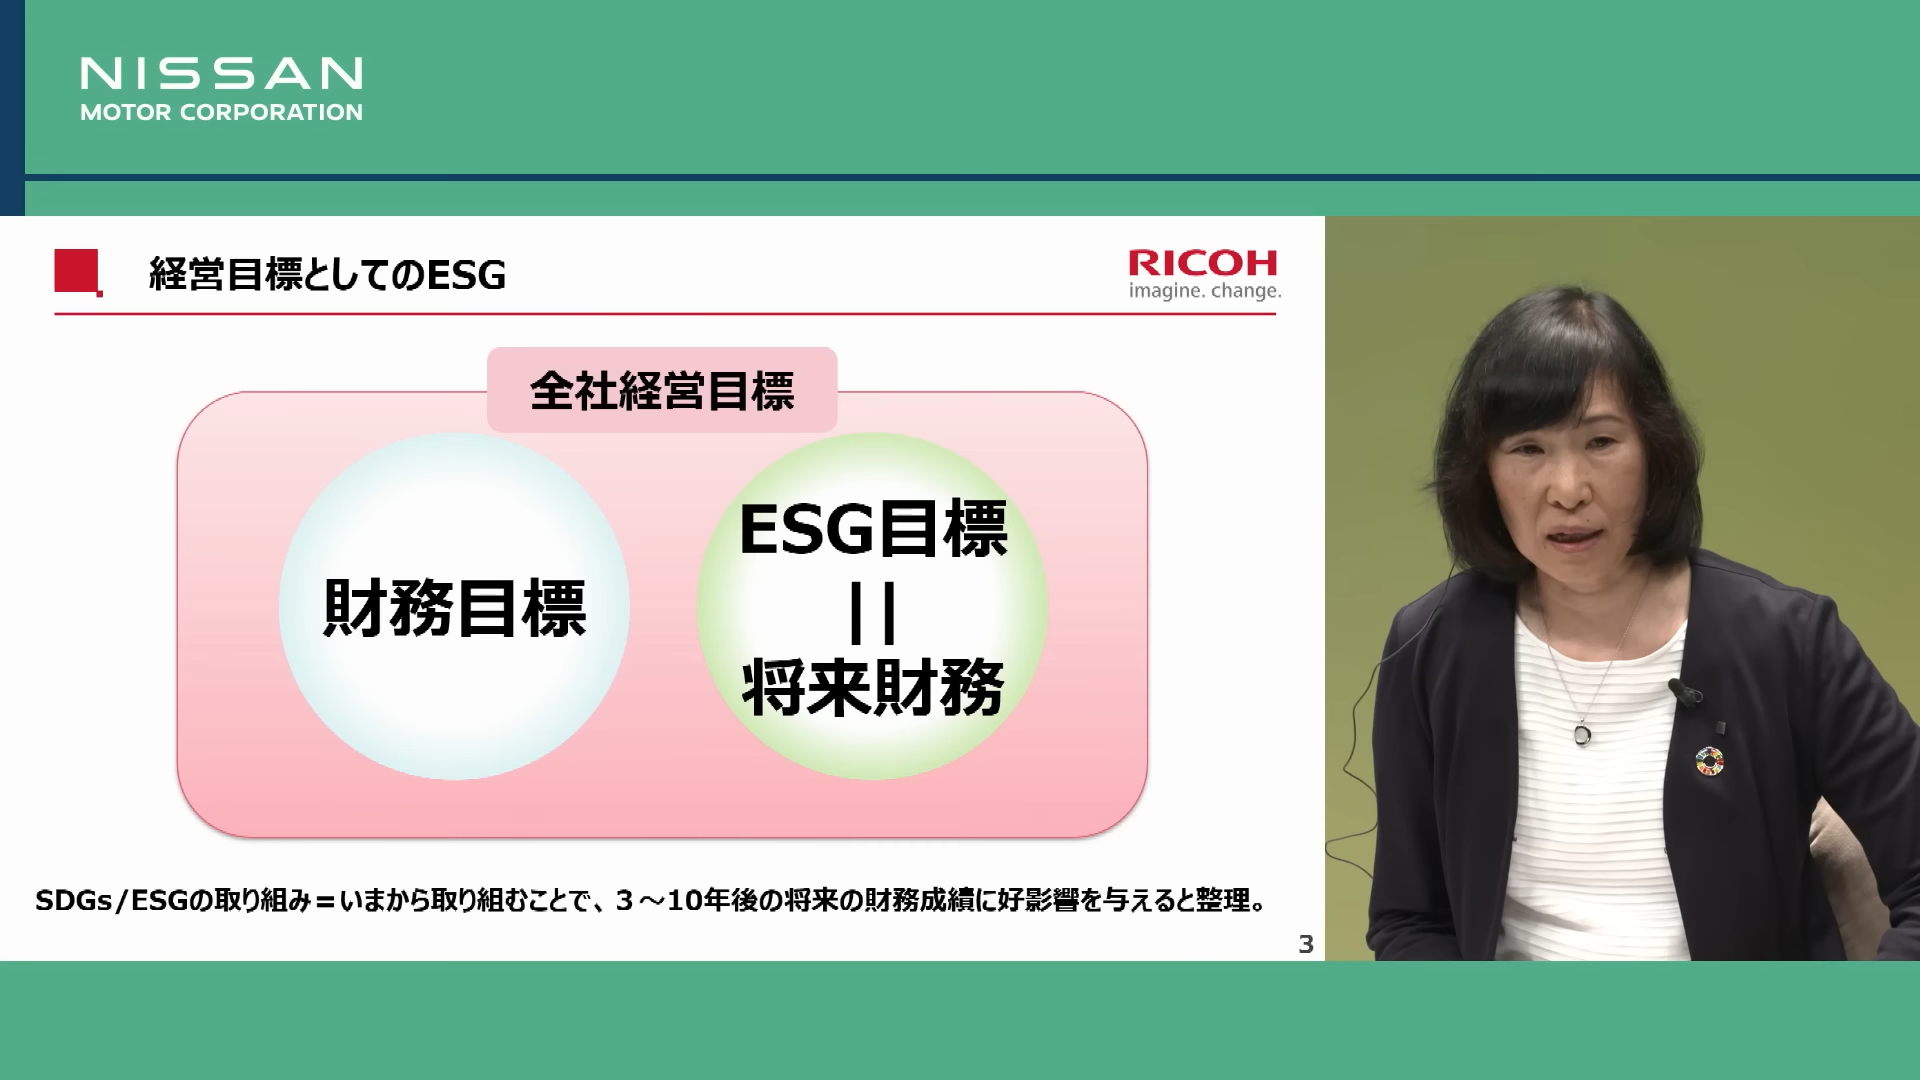 NISSAN
MOTOR CORPORATION
経営目標としてのESG
RICOH
imagine. change.
全社経営目標
財務目標
ESG目標
||
将来財務
SDGs/ESGの取り組み＝いまから取り組むことで、３～10年後の将来の財務成績に好影響を与えると整理。
3